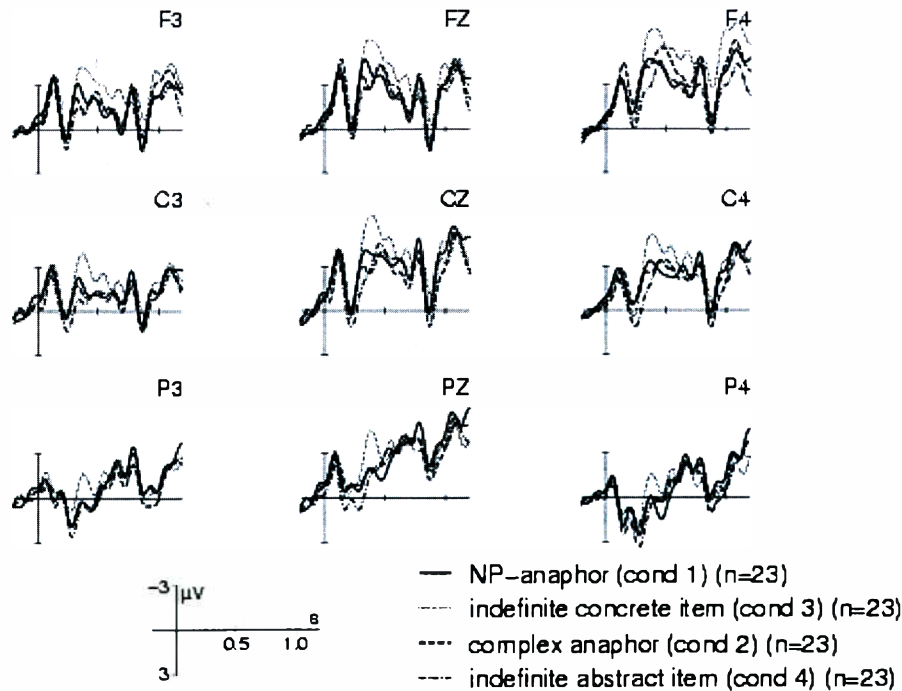 F3 FZ F4
C3 CZ C4
P3 PZ P4
-3 μV
s
0.5 1.0
3
NP-anaphor (cond 1) (n=23)
indefinite concrete item (cond 3) (n=23)
complex anaphor (cond 2) (n=23)
indefinite abstract item (cond 4) (n=23)